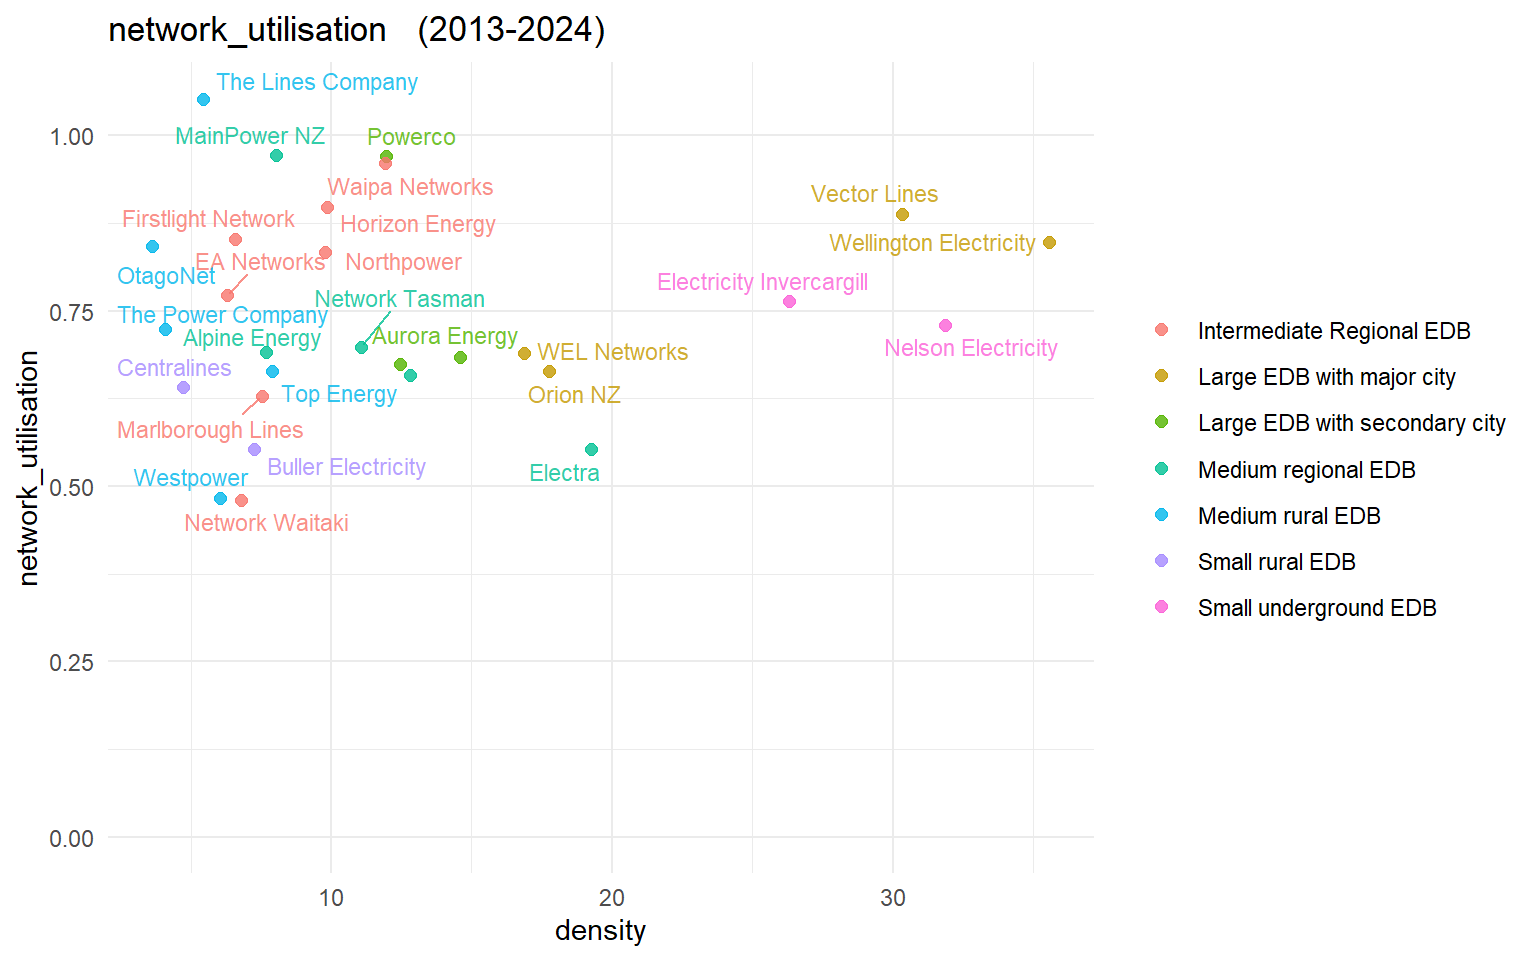 network_utilisation (2013-2024)
The Lines Company
MainPower NZ
Powerco
Waipa Networks
Vector Lines
Firstlight Network
Horizon Energy
Wellington Electricity
EA Networks
Northpower
OtagoNet
Electricity Invercargill
Network Tasman
The Power Company
Alpine Energy
Aurora Energy
Nelson Electricity
WEL Networks
Centralines
Top Energy
Orion NZ
Marlborough Lines
Buller Electricity
Electra
Westpower
Network Waitaki
1.00
0.75
0.50
0.25
0.00
network_utilisation
10
20
30
density
Intermediate Regional EDB
Large EDB with major city
Large EDB with secondary city
Medium regional EDB
Medium rural EDB
Small rural EDB
Small underground EDB